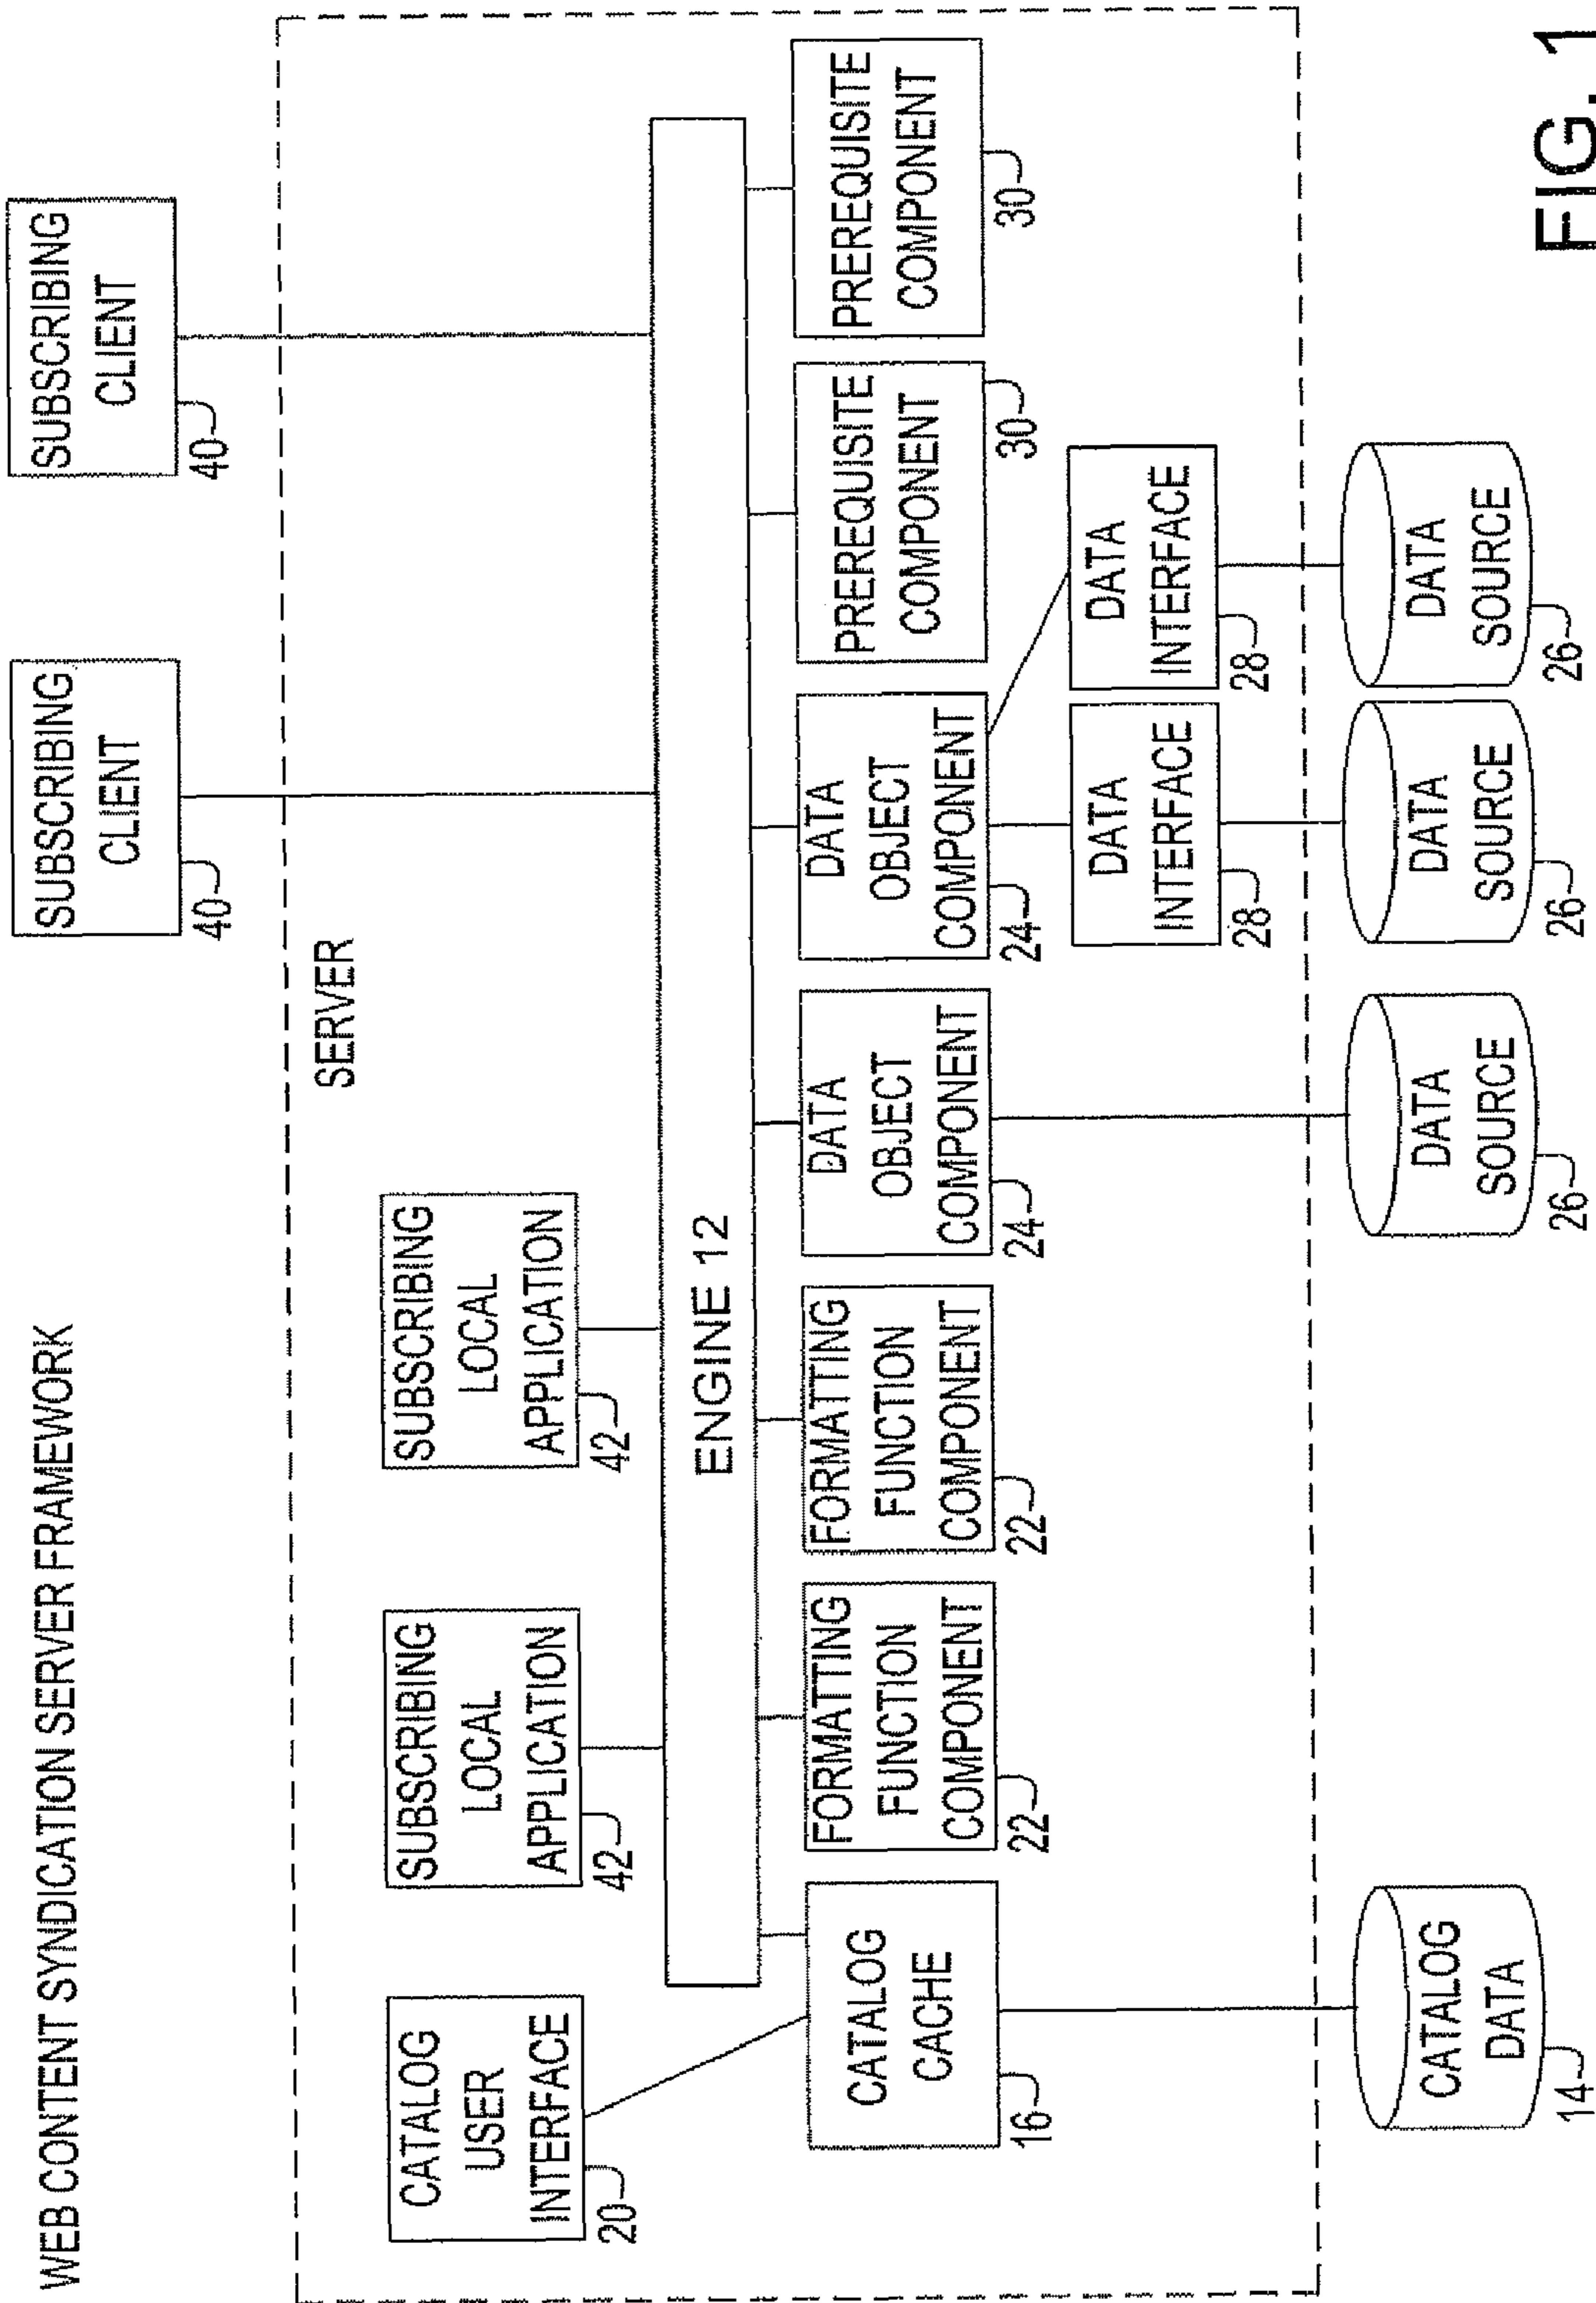 WEB CONTENT SYNDICATION SERVER FRAMEWORK
SUBSCRIBING
CLIENT
40
SUBSCRIBING
CLIENT
40
SERVER
CATALOG
USER
INTERFACE
20
SUBSCRIBING
LOCAL
APPLICATION
42
SUBSCRIBING
LOCAL
APPLICATION
42
ENGINE 12
CATALOG
CACHE
16
FORMATTING
FUNCTION
COMPONENT
22
FORMATTING
FUNCTION
COMPONENT
22
DATA
OBJECT
COMPONENT
24
DATA
OBJECT
COMPONENT
24
PREREQUISITE
COMPONENT
30
PREREQUISITE
COMPONENT
30
DATA
INTERFACE
28
DATA
INTERFACE
28
CATALOG
DATA
14
DATA
SOURCE
26
DATA
SOURCE
26
DATA
SOURCE
26
FIG. 1